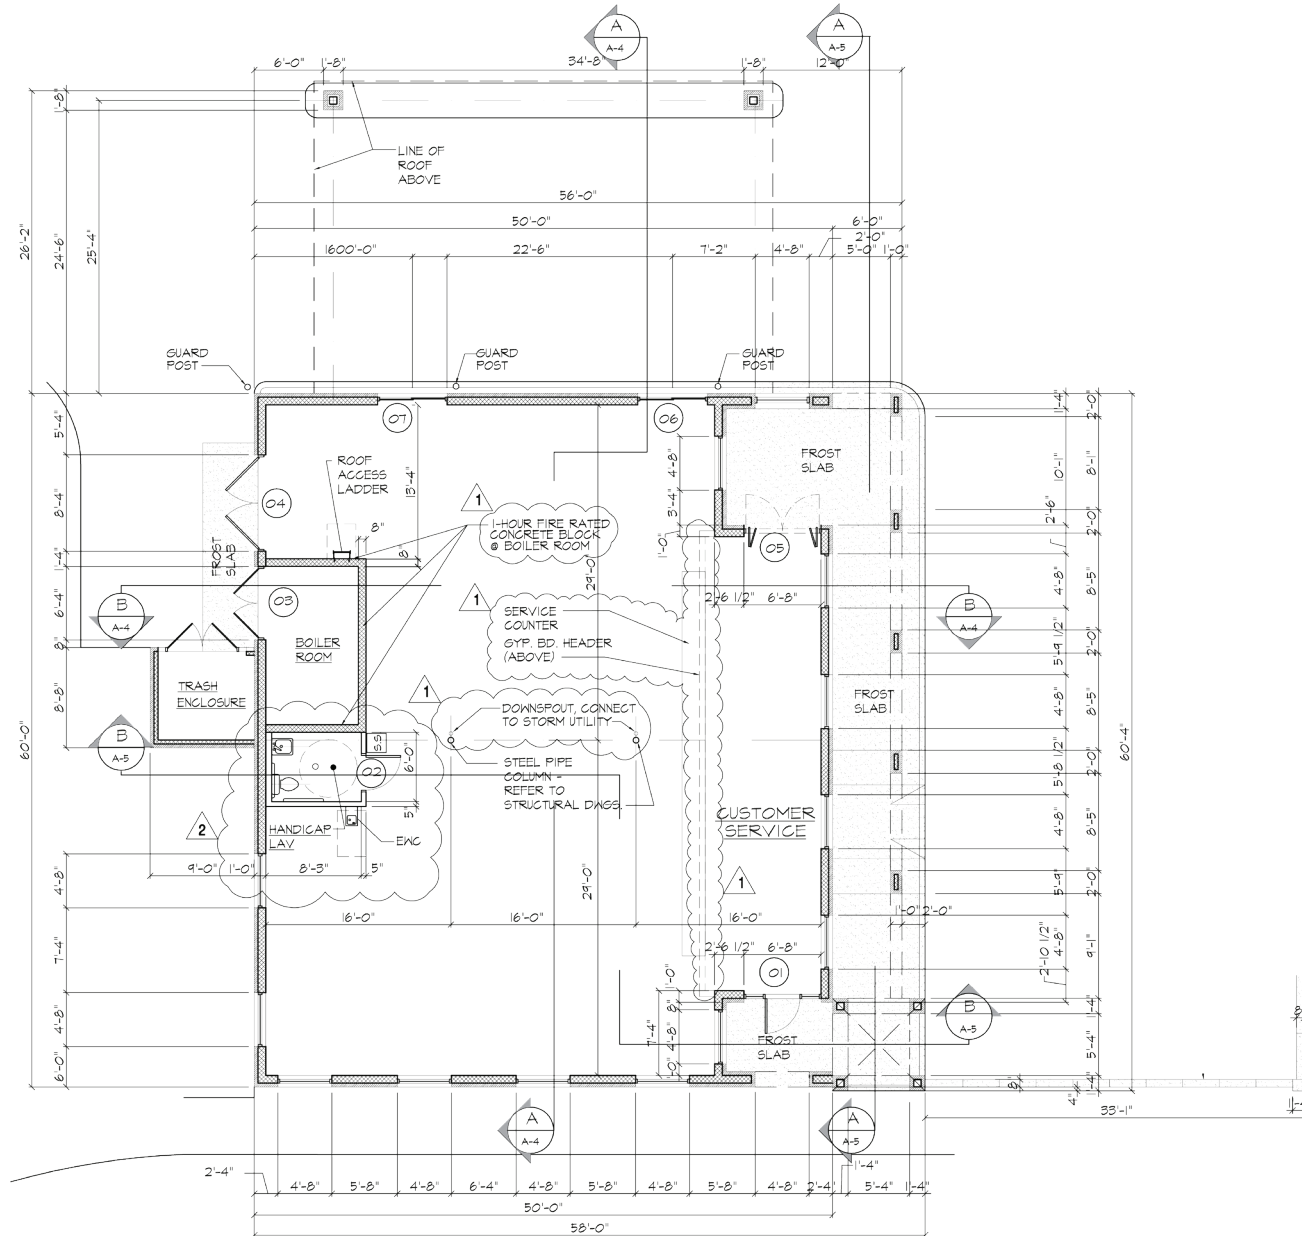 A
A-4
A
A-5
6'-0"
1'-8"
34'-8"
1'-8"
12'-0"
1'-8"
LINE OF
ROOF
ABOVE
56'-0"
50'-0"
6'-0"
2'-0"
1600'-0"
22'-6"
7'-2"
4'-8"
5'-0"
1'-0"
26'-2"
24'-6"
25'-4"
GUARD
POST
GUARD
POST
GUARD
POST
07
06
5'-4"
1'-4"
2'-0"
ROOF
ACCESS
LADDER
13'-4"
4'-8"
FROST
SLAB
10'-1"
8'-1"
04
8'-4"
1
1-HOUR FIRE RATED
CONCRETE BLOCK
@ BOILER ROOM
3'-4"
2'-6"
2'-0"
8"
8"
1'-0"
05
FROST
SLAB
1'-4"
29'-0"
4'-8"
8'-5"
B
A-4
6'-4"
03
1
SERVICE
COUNTER
GYP. BD. HEADER
(ABOVE)
2'-6 1/2"
6'-8"
B
A-4
8"
BOILER
ROOM
5'-9 1/2"
2'-0"
TRASH
ENCLOSURE
8'-8"
1
DOWNSPOUT, CONNECT
TO STORM UTILITY
FROST
SLAB
4'-8"
8'-5"
60'-0"
B
A-5
S.S
02
6'-0"
STEEL PIPE
COLUMN -
REFER TO
STRUCTURAL DWGS.
5'-8 1/2"
2'-0"
60'-4"
5"
2
HANDICAP
LAV
EWC
CUSTOMER
SERVICE
4'-8"
8'-5"
9'-0"
1'-0"
8'-3"
5"
4'-8"
29'-0"
1
5'-9"
2'-0"
16'-0"
16'-0"
16'-0"
1'-0"
2'-0"
7'-4"
2'-6 1/2"
6'-8"
2'-10 1/2"
4'-8"
9'-1"
01
1'-0"
8"
4'-8"
7'-4"
4'-8"
1'-0"
FROST
SLAB
B
A-5
1'-4"
5'-4"
6'-0"
1'-4"
4"
33'-1"
A
A-4
A
A-5
2'-4"
1'-4"
4'-8"
5'-8"
4'-8"
6'-4"
4'-8"
5'-8"
4'-8"
5'-8"
4'-8"
2'-4"
5'-4"
1'-4"
50'-0"
58'-0"